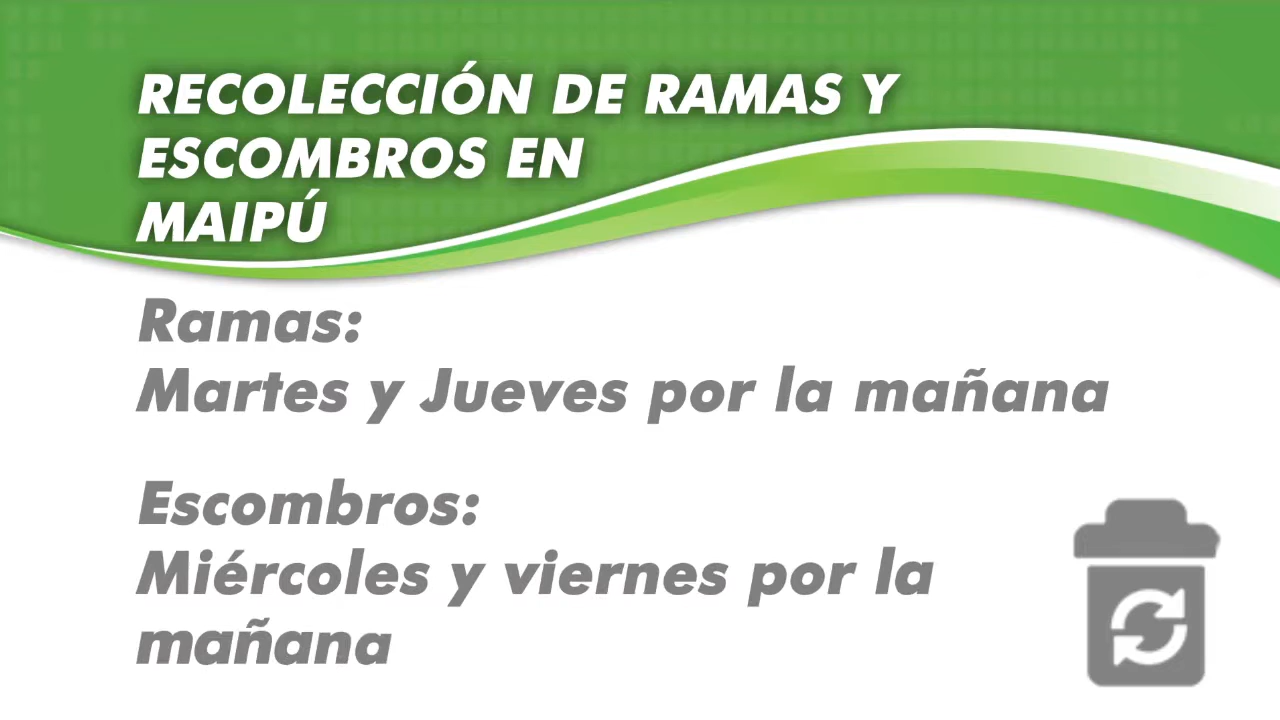 RECOLECCIÓN DE RAMAS Y
ESCOMBROS EN
MAIPÚ
Ramas:
Martes y Jueves por la mañana
Escombros:
Miércoles y viernes por la
mañana